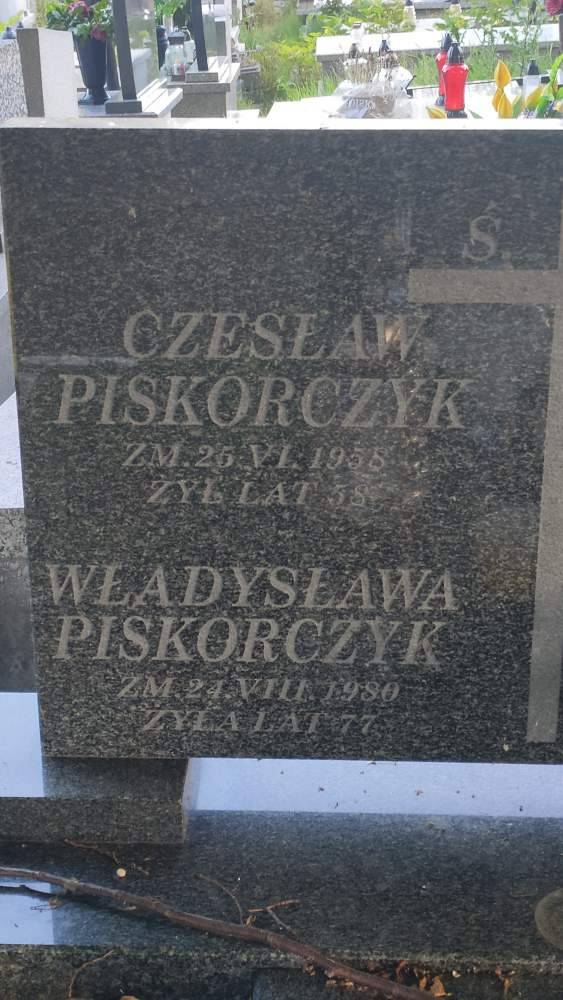 Ś.
CZESŁAW
PISKORCZYK
ZM. 25.VI.1958
ŻYŁ LAT 58
WŁADYSŁAWA
PISKORCZYK
ZM 24.VIII.1980
ŻYŁA LAT 77